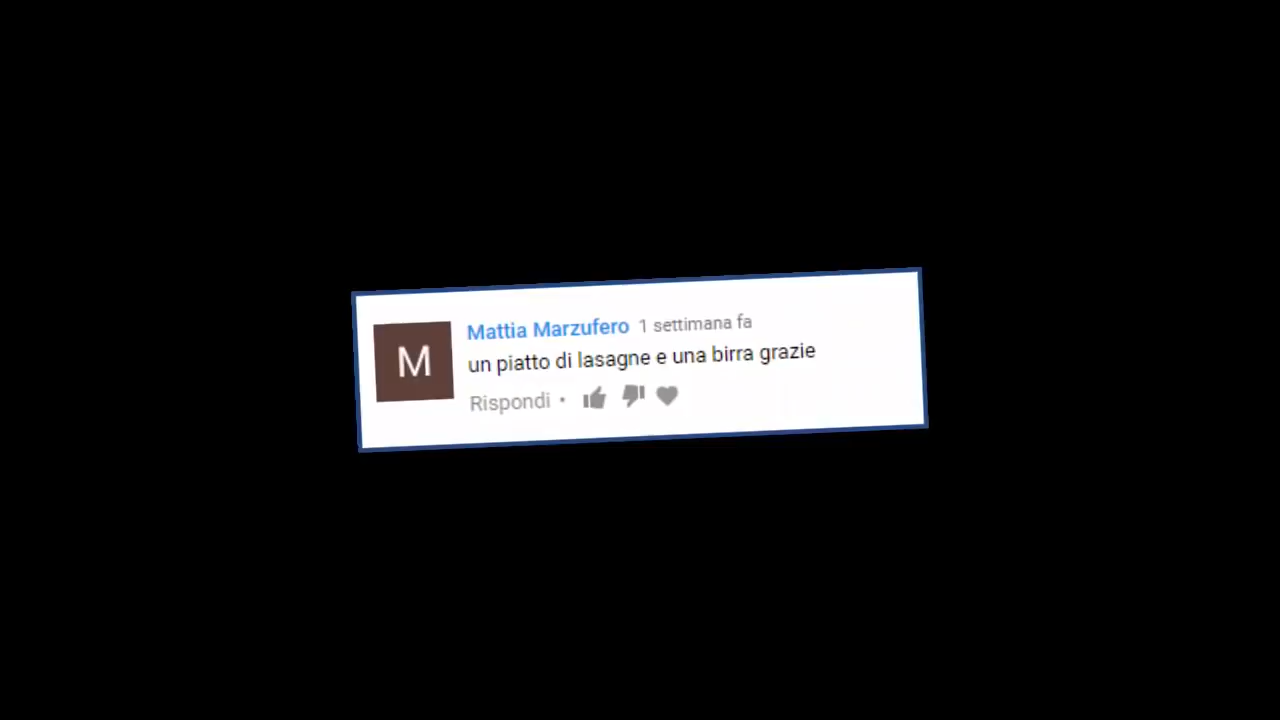 M
Mattia Marzufero 1 settimana fa
un piatto di lasagne e una birra grazie
Rispondi •